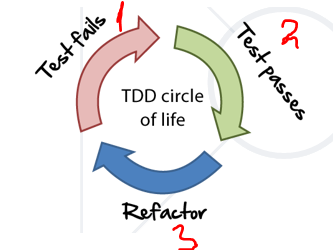 Test fails 1
Test passes 2
TDD circle
of life
Refactor
3